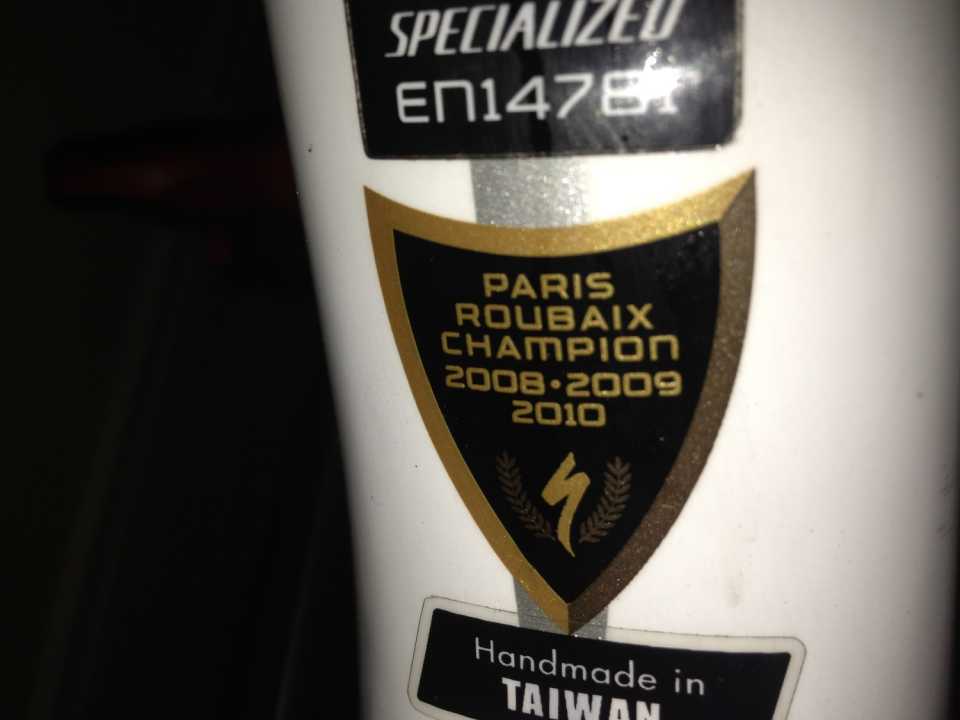 SPECIALIZED
EN14781
PARIS
ROUBAIX
CHAMPION
2008•2009
2010
Handmade in
TAIWAN